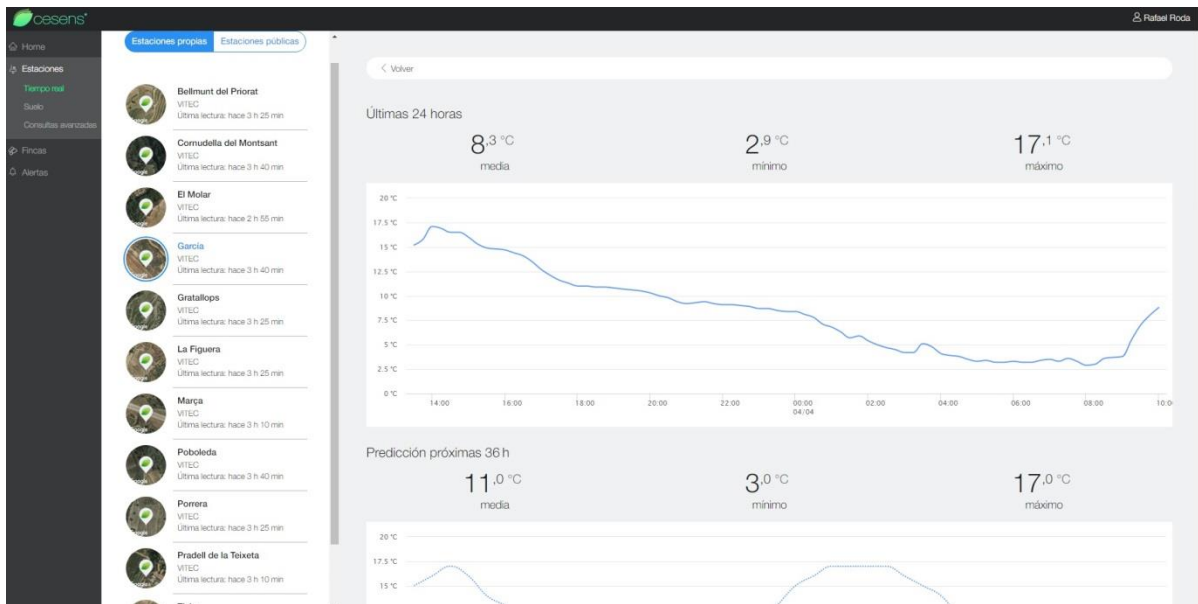 cesens
Rafael Roda
Home
Estaciones
Tiempo real
Suelo
Consultas avanzadas
Fincas
Alertas
Estaciones propias
Estaciones públicas
Bellmunt del Priorat
VITEC
Última lectura: hace 3 h 25 min
Cornudella del Montsant
VITEC
Última lectura: hace 3 h 40 min
El Molar
VITEC
Última lectura: hace 2 h 55 min
Garcia
VITEC
Última lectura: hace 3 h 40 min
Gratallops
VITEC
Última lectura: hace 3 h 25 min
La Figuera
VITEC
Última lectura: hace 3 h 25 min
Marça
VITEC
Última lectura: hace 3 h 10 min
Poboleda
VITEC
Última lectura: hace 3 h 40 min
Porrera
VITEC
Última lectura: hace 3 h 25 min
Pradell de la Teixeta
VITEC
Última lectura: hace 3 h 10 min
Volver
Últimas 24 horas
8,3 °C 2,9 °C 17,1 °C
media mínimo máximo
20 °C
17.5 °C
15 °C
12.5 °C
10 °C
7.5 °C
5 °C
2.5 °C
0 °C
14:00 16:00 18:00 20:00 22:00 00:00 02:00 04:00 06:00 08:00 10:0
04/04
Predicción próximas 36 h
11,0 °C 3,0 °C 17,0 °C
media mínimo máximo
20 °C
17.5 °C
15 °C